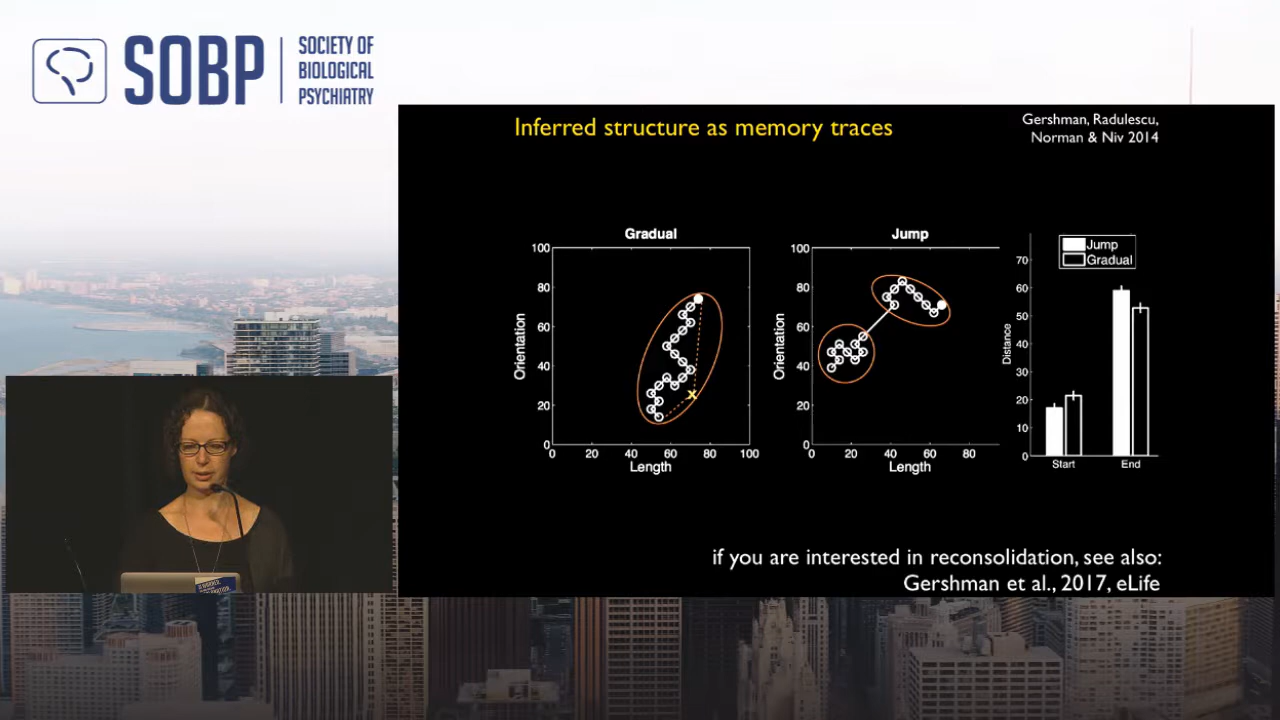 SOBP
SOCIETY OF
BIOLOGICAL
PSYCHIATRY
Inferred structure as memory traces
Gershman, Radulescu,
Norman & Niv 2014
Gradual
100
80
60
40
20
0
Orientation
0 20 40 60 80 100
Length
x
Jump
100
80
60
40
20
0
Orientation
0 20 40 60 80
Length
Jump
Gradual
70
60
50
40
30
20
10
0
Distance
Start End
if you are interested in reconsolidation, see also:
Gershman et al., 2017, eLife